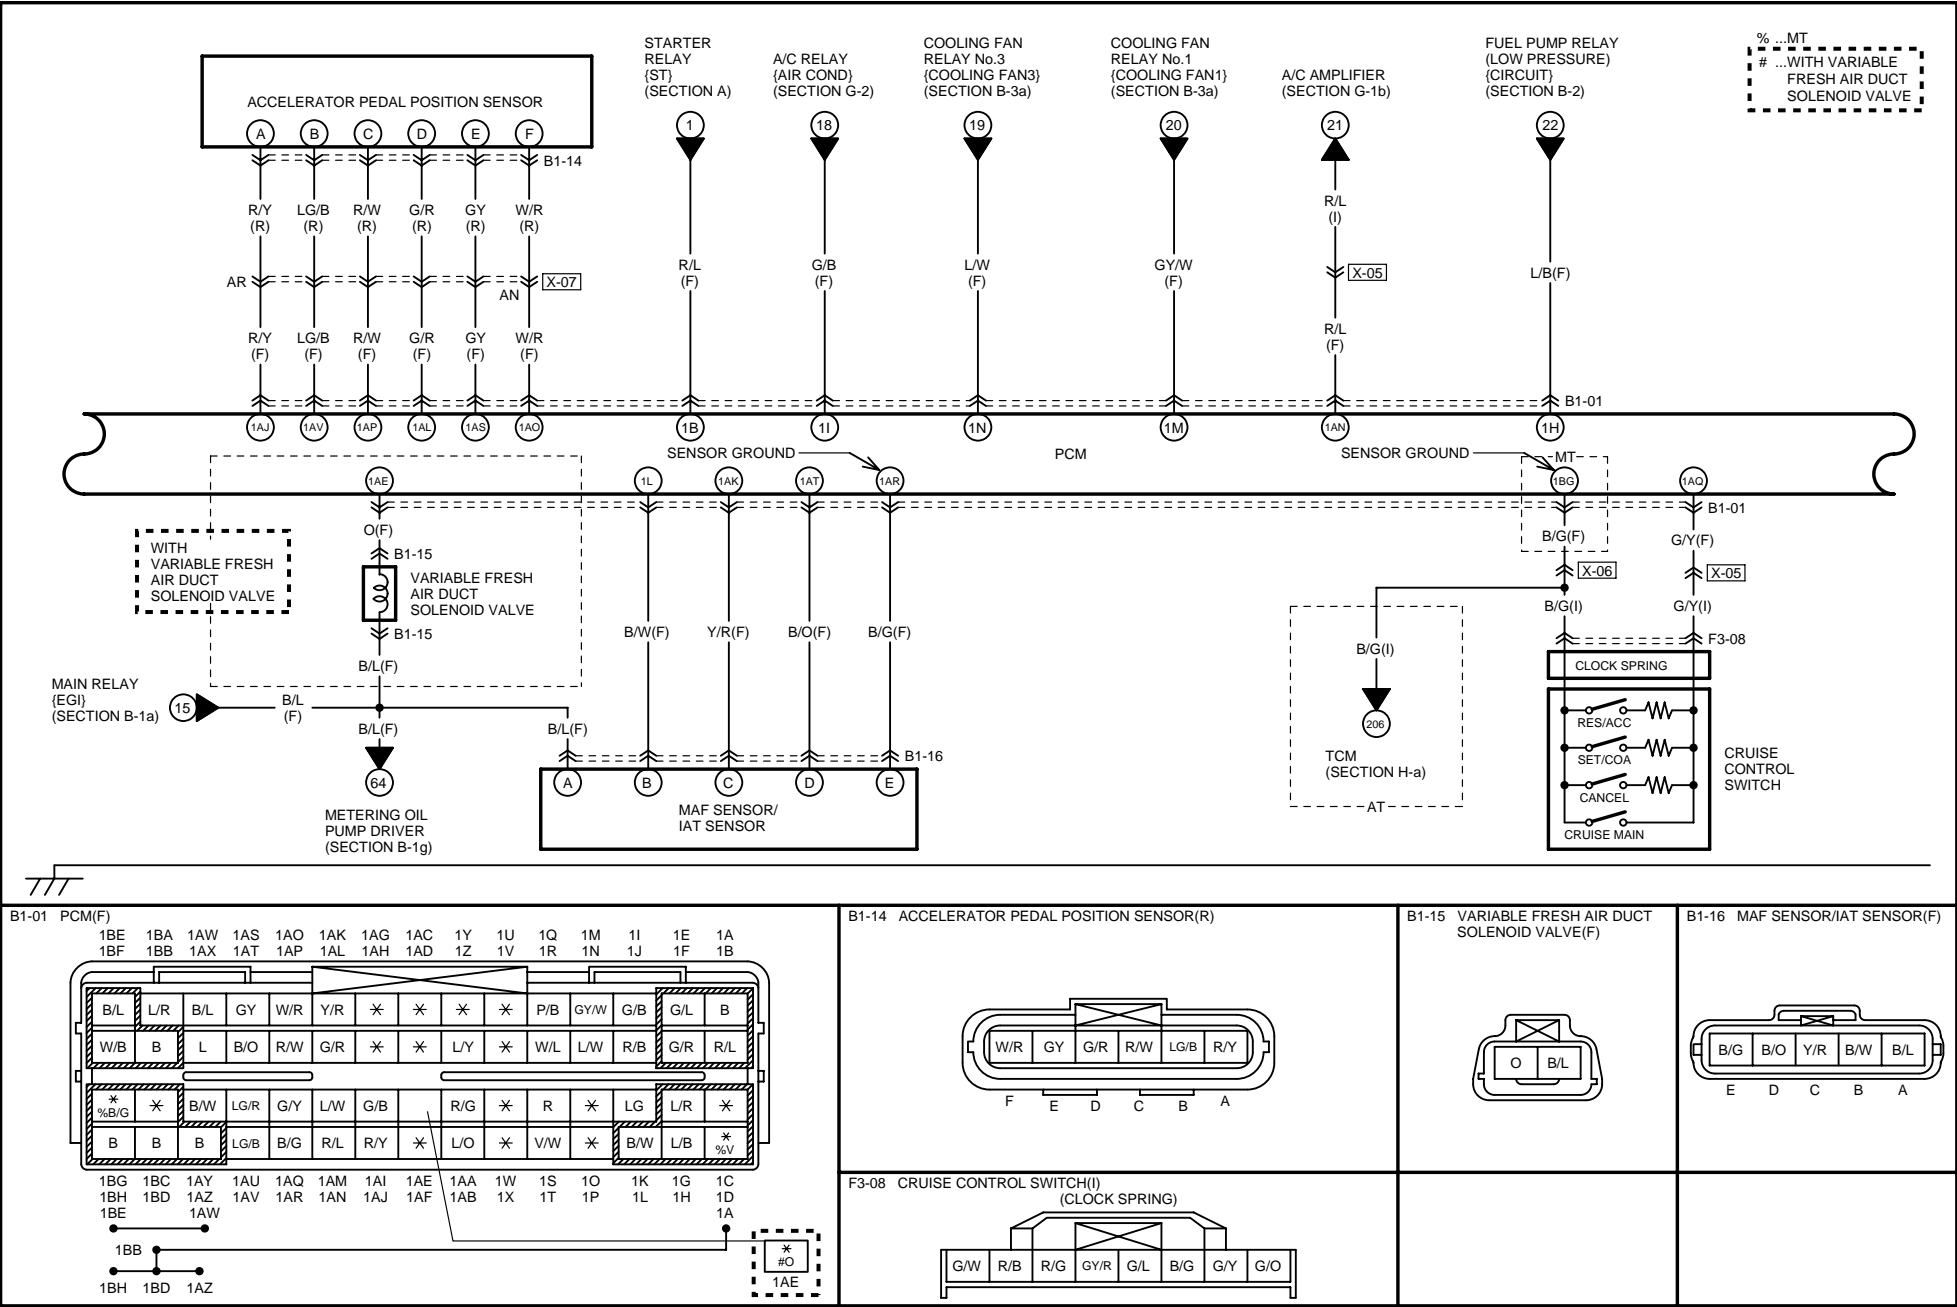 STARTER
RELAY
{ST}
(SECTION A)
A/C RELAY
{AIR COND}
(SECTION G-2)
COOLING FAN
RELAY No.3
{COOLING FAN3}
(SECTION B-3a)
COOLING FAN
RELAY No.1
{COOLING FAN1}
(SECTION B-3a)
A/C AMPLIFIER
(SECTION G-1b)
FUEL PUMP RELAY
(LOW PRESSURE)
{CIRCUIT}
(SECTION B-2)
% ...MT
# ...WITH VARIABLE
FRESH AIR DUCT
SOLENOID VALVE
ACCELERATOR PEDAL POSITION SENSOR
A B C D E F
1 18 19 20 21 22
B1-14
R/Y LG/B R/W G/R GY W/R
(R) (R) (R) (R) (R) (R)
R/L
(I)
R/L G/B L/W GY/W
(F) (F) (F) (F)
X-05
L/B(F)
AR AN X-07
R/Y LG/B R/W G/R GY W/R
(F) (F) (F) (F) (F) (F)
R/L
(F)
B1-01
1AJ 1AV 1AP 1AL 1AS 1AO 1B 1I 1N 1M 1AN 1H
SENSOR GROUND PCM SENSOR GROUND MT
1AE 1L 1AK 1AT 1AR 1BG 1AQ
B1-01
O(F)
B/G(F)
G/Y(F)
WITH
VARIABLE FRESH
AIR DUCT
SOLENOID VALVE
B1-15
VARIABLE FRESH
AIR DUCT
SOLENOID VALVE
B1-15
B/L(F)
X-06 X-05
B/G(I) G/Y(I)
B/W(F) Y/R(F) B/O(F) B/G(F)
F3-08
B/G(I)
CLOCK SPRING
MAIN RELAY
{EGI}
(SECTION B-1a)
15
B/L
(F)
B/L(F)
B/L(F)
B1-16
64
METERING OIL
PUMP DRIVER
(SECTION B-1g)
A B C D E
MAF SENSOR/
IAT SENSOR
206
TCM
(SECTION H-a)
AT
RES/ACC
SET/COA
CANCEL
CRUISE MAIN
CRUISE
CONTROL
SWITCH
B1-01 PCM(F)
1BE 1BA 1AW 1AS 1AO 1AK 1AG 1AC 1Y 1U 1Q 1M 1I 1E 1A
1BF 1BB 1AX 1AT 1AP 1AL 1AH 1AD 1Z 1V 1R 1N 1J 1F 1B
B/L L/R B/L GY W/R Y/R * * * * P/B GY/W G/B G/L B
W/B B L B/O R/W G/R * * L/Y * W/L L/W R/B G/R R/L
* %B/G * B/W LG/R G/Y L/W G/B R/G * R * LG L/R *
B B B LG/B B/G R/L R/Y * L/O * V/W * B/W L/B * %V
1BG 1BC 1AY 1AU 1AQ 1AM 1AI 1AE 1AA 1W 1S 1O 1K 1G 1C
1BH 1BD 1AZ 1AV 1AR 1AN 1AJ 1AF 1AB 1X 1T 1P 1L 1H 1D
1BE 1AW 1A
1BB
1BH 1BD 1AZ
*
#O
1AE
B1-14 ACCELERATOR PEDAL POSITION SENSOR(R)
W/R GY G/R R/W LG/B R/Y
F E D C B A
B1-15 VARIABLE FRESH AIR DUCT
SOLENOID VALVE(F)
O B/L
B1-16 MAF SENSOR/IAT SENSOR(F)
B/G B/O Y/R B/W B/L
E D C B A
F3-08 CRUISE CONTROL SWITCH(I)
(CLOCK SPRING)
G/W R/B R/G GY/R G/L B/G G/Y G/O